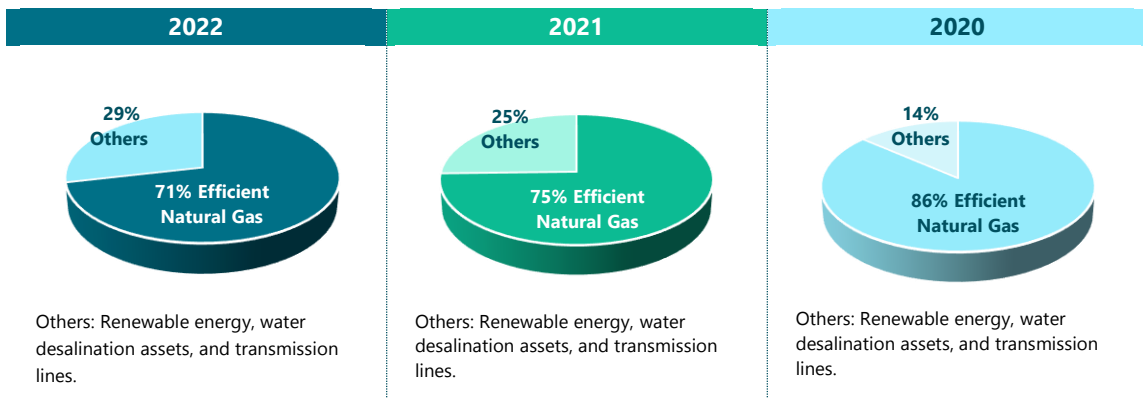 2022
29%
Others
71% Efficient
Natural Gas
Others: Renewable energy, water
desalination assets, and transmission
lines.
2021
25%
Others
75% Efficient
Natural Gas
Others: Renewable energy, water
desalination assets, and transmission
lines.
2020
14%
Others
86% Efficient
Natural Gas
Others: Renewable energy, water
desalination assets, and transmission
lines.